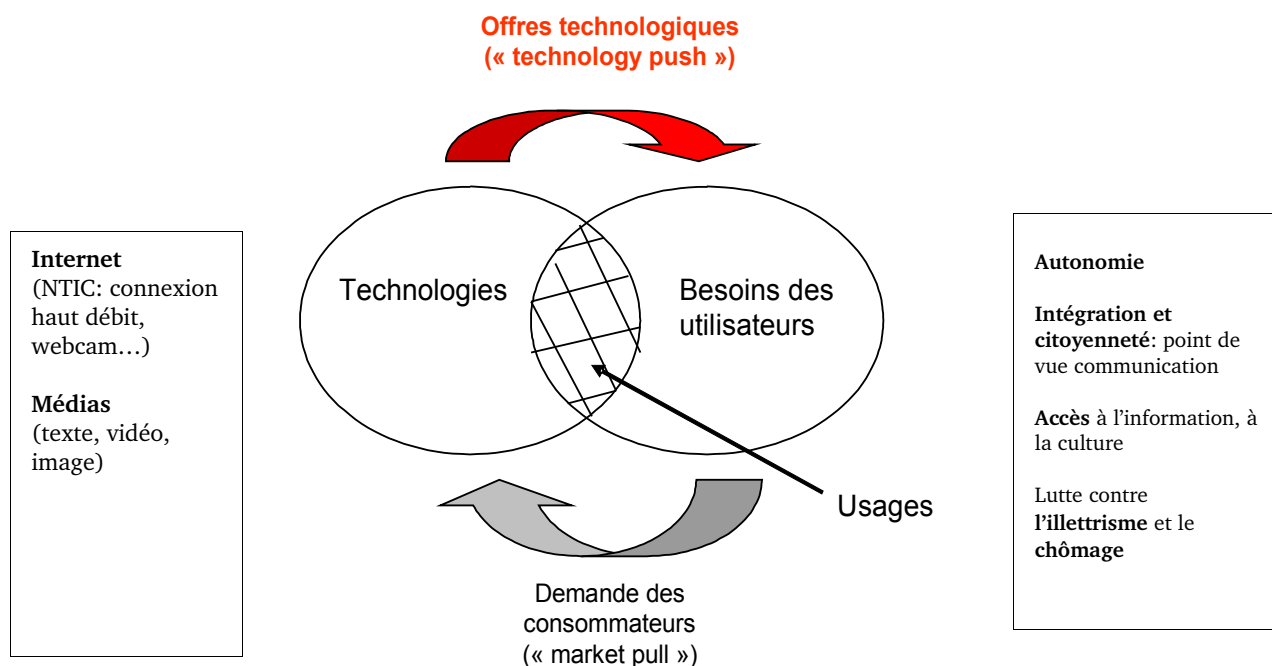 Offres technologiques
(« technology push »)
Internet
(NTIC: connexion
haut débit,
webcam…)
Médias
(texte, vidéo,
image)
Technologies
Besoins des
utilisateurs
Usages
Autonomie
Intégration et
citoyenneté: point de
vue communication
Accès à l’information, à
la culture
Lutte contre
l’illettrisme et le
chômage
Demande des
consommateurs
(« market pull »)